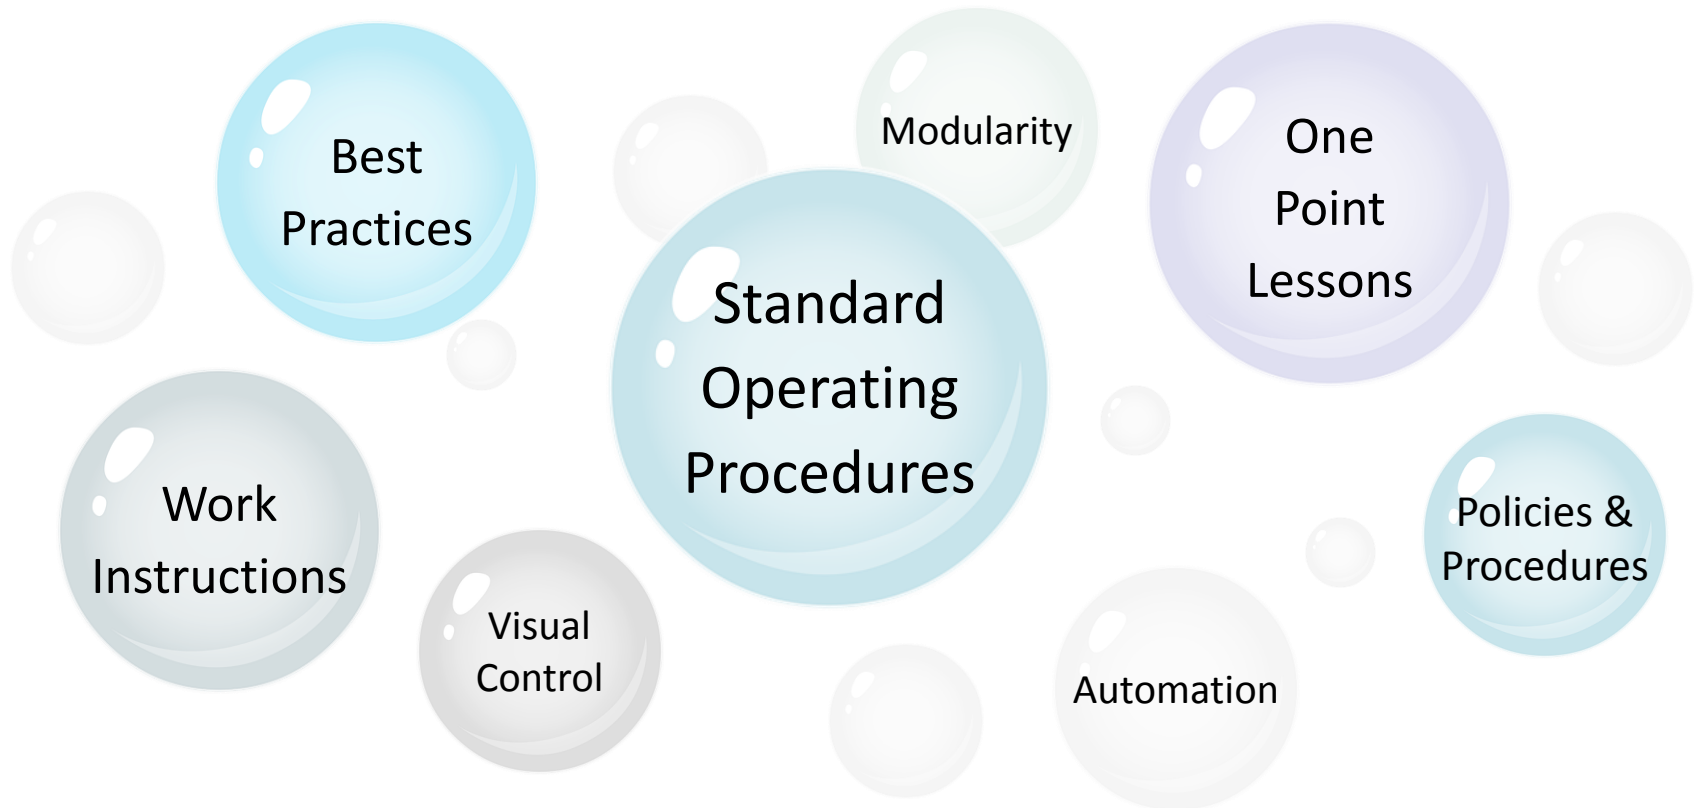 Best
Practices
Modularity
One
Point
Lessons
Standard
Operating
Procedures
Work
Instructions
Visual
Control
Automation
Policies &
Procedures